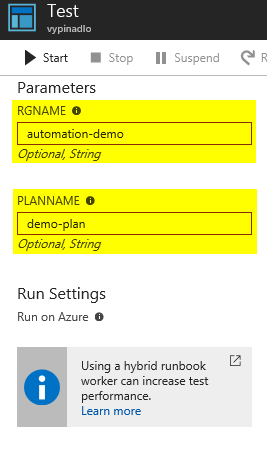 Test
vypinadlo
Start
Stop
Suspend
R
Parameters
RGNAME
automation-demo
Optional, String
PLANNAME
demo-plan
Optional, String
Run Settings
Run on Azure
Using a hybrid runbook
worker can increase test
performance.
Learn more